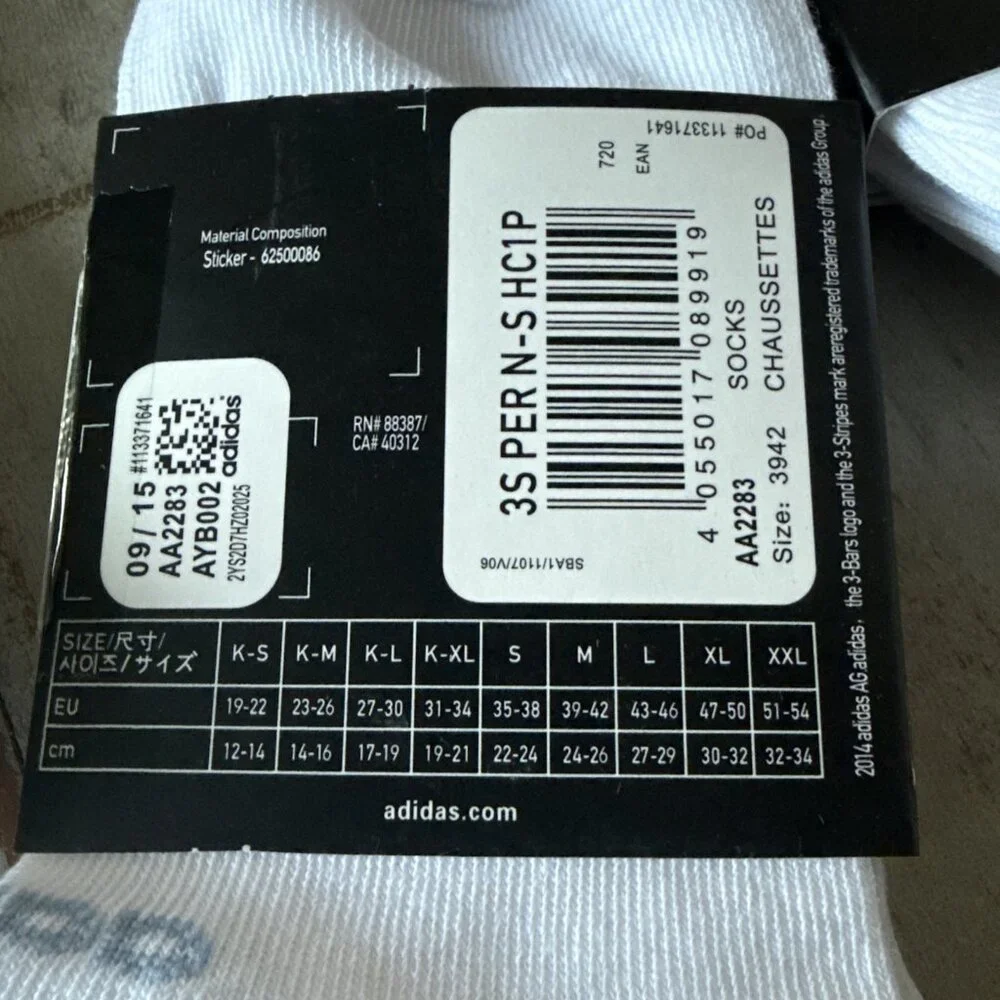 Material Composition
Sticker - 62500086
RN# 88387/
CA# 40312
09/15
#113371641
AA2283
AYB002
adidas
2YS2D7HZ02025
PO# 113371641
720
EAN
3S PER N-S HC1P
4 055017 089919
SOCKS
CHAUSSETTES
AA2283
Size: 3942
SBA1/1107/V06
SIZE/尺寸/
사이즈/サイズ
K-S K-M K-L K-XL S M L XL XXL
EU 19-22 23-26 27-30 31-34 35-38 39-42 43-46 47-50 51-54
cm 12-14 14-16 17-19 19-21 22-24 24-26 27-29 30-32 32-34
adidas.com
2014 adidas AG.adidas, the 3-Bars logo and the 3-Stripes mark areregistered trademarks of the adidas Group.